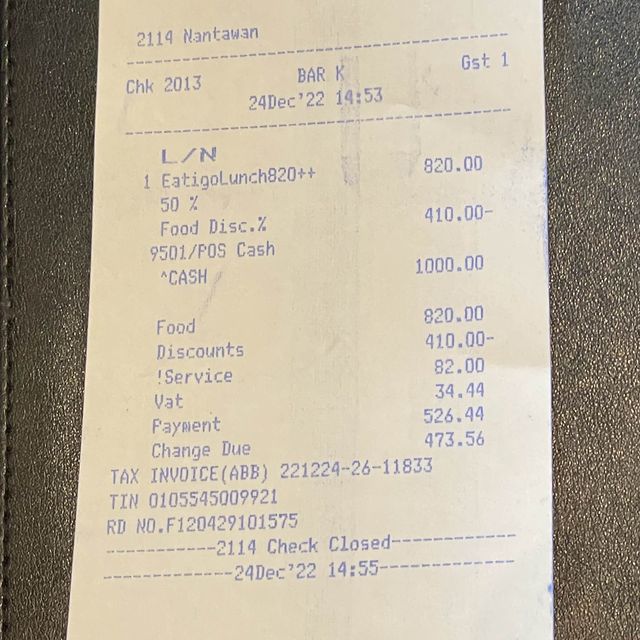 2114 Nantawan
Chk 2013 BAR K Gst 1
24Dec'22 14:53
L/N
1 EatigoLunch820++ 820.00
50 %
Food Disc.% 410.00-
9501/POS Cash
^CASH 1000.00
Food 820.00
Discounts 410.00-
!Service 82.00
Vat 34.44
Payment 526.44
Change Due 473.56
TAX INVOICE(ABB) 221224-26-11833
TIN 0105545009921
RD NO.F120429101575
-----------2114 Check Closed-----------
------------24Dec'22 14:55------------